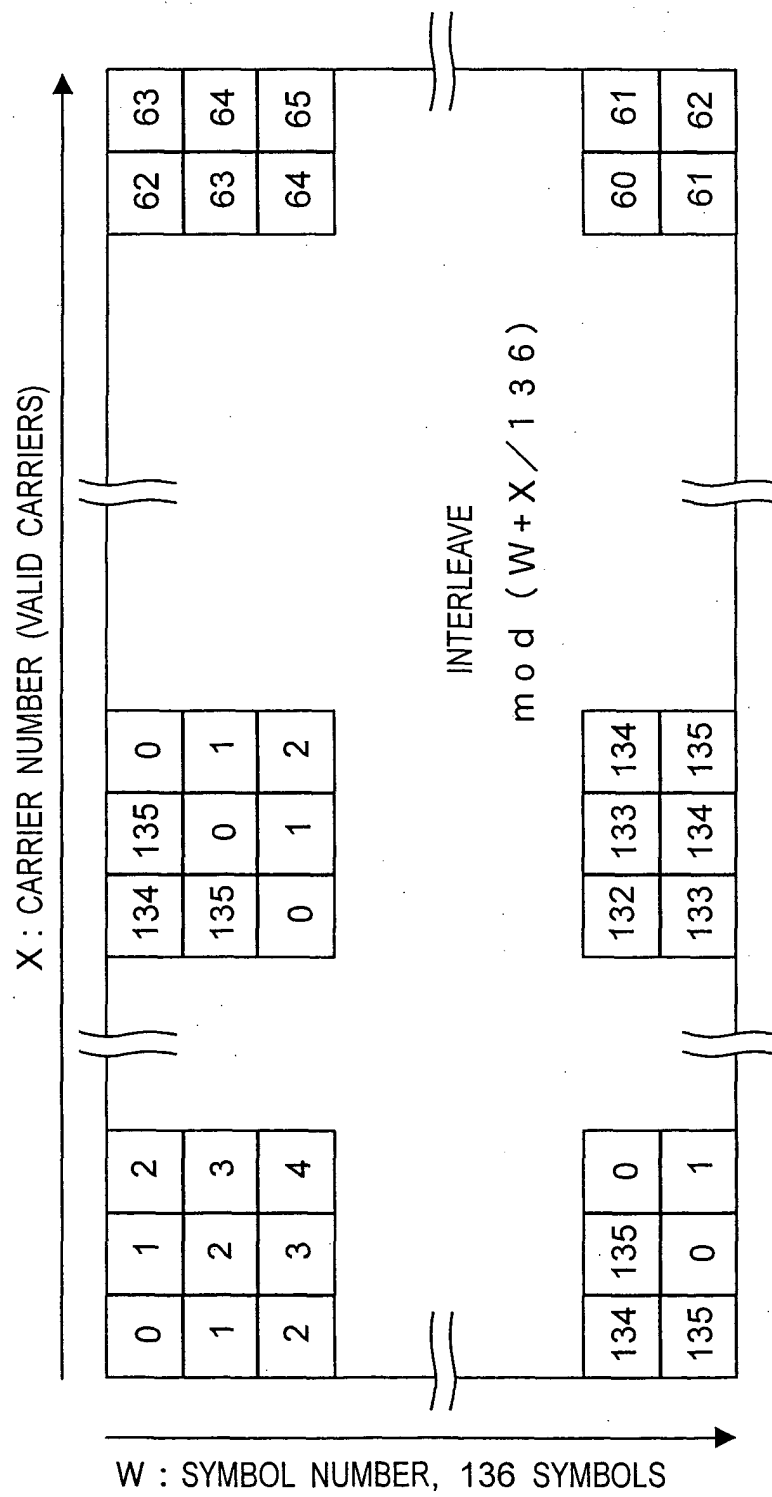 X : CARRIER NUMBER (VALID CARRIERS)
0 1 2 134 135 0 62 63
1 2 3 135 0 1 63 64
2 3 4 0 1 2 64 65
INTERLEAVE
mod (W+X/136)
134 135 0 132 133 134 60 61
135 0 1 133 134 135 61 62
W : SYMBOL NUMBER, 136 SYMBOLS